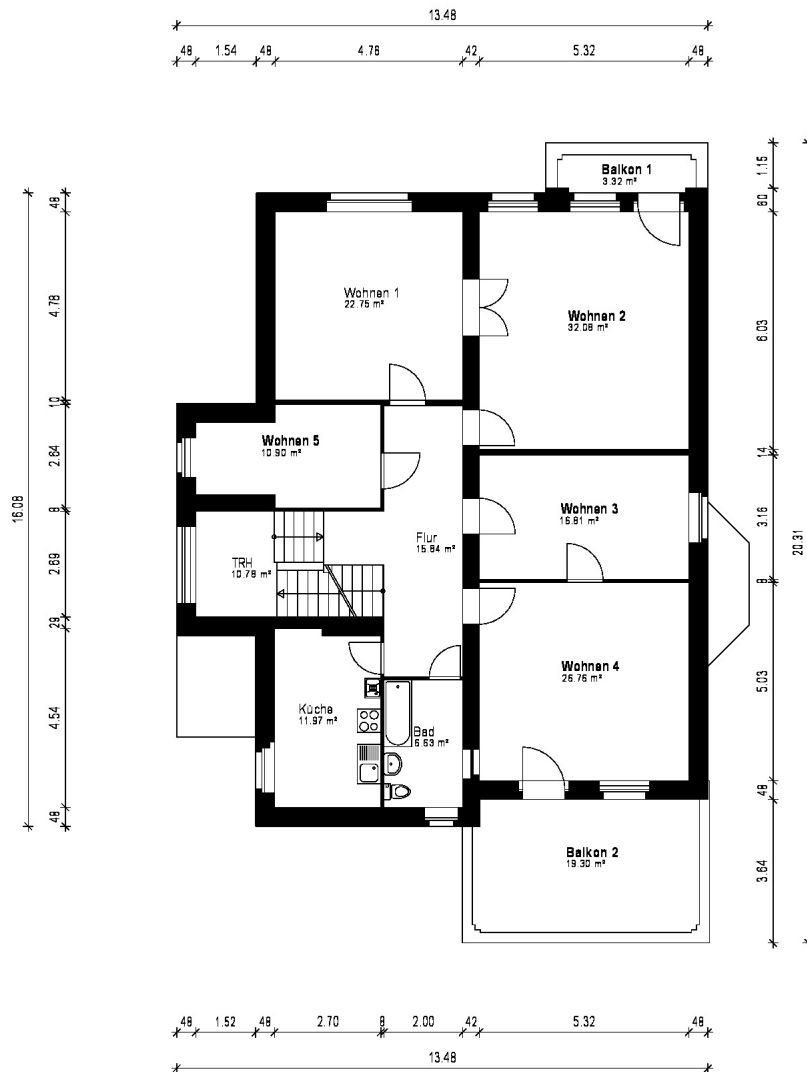 13.48
48 1.54 48 4.76 42 5.32 48
Balkon 1
3.32 m²
1.15
60
48
Wohnen 1
22.75 m²
Wohnen 2
32.08 m²
4.78
6.03
10
Wohnen 5
10.90 m²
2.64
14
16.08
8
Wohnen 3
16.81 m²
3.16
20.31
Flur
15.84 m²
TRH
10.78 m²
2.69
8
29
Wohnen 4
26.76 m²
5.03
Küche
11.97 m²
Bad
6.63 m²
4.54
48
48
Balkon 2
19.30 m²
3.64
48 1.52 48 2.70 8 2.00 42 5.32 48
13.48